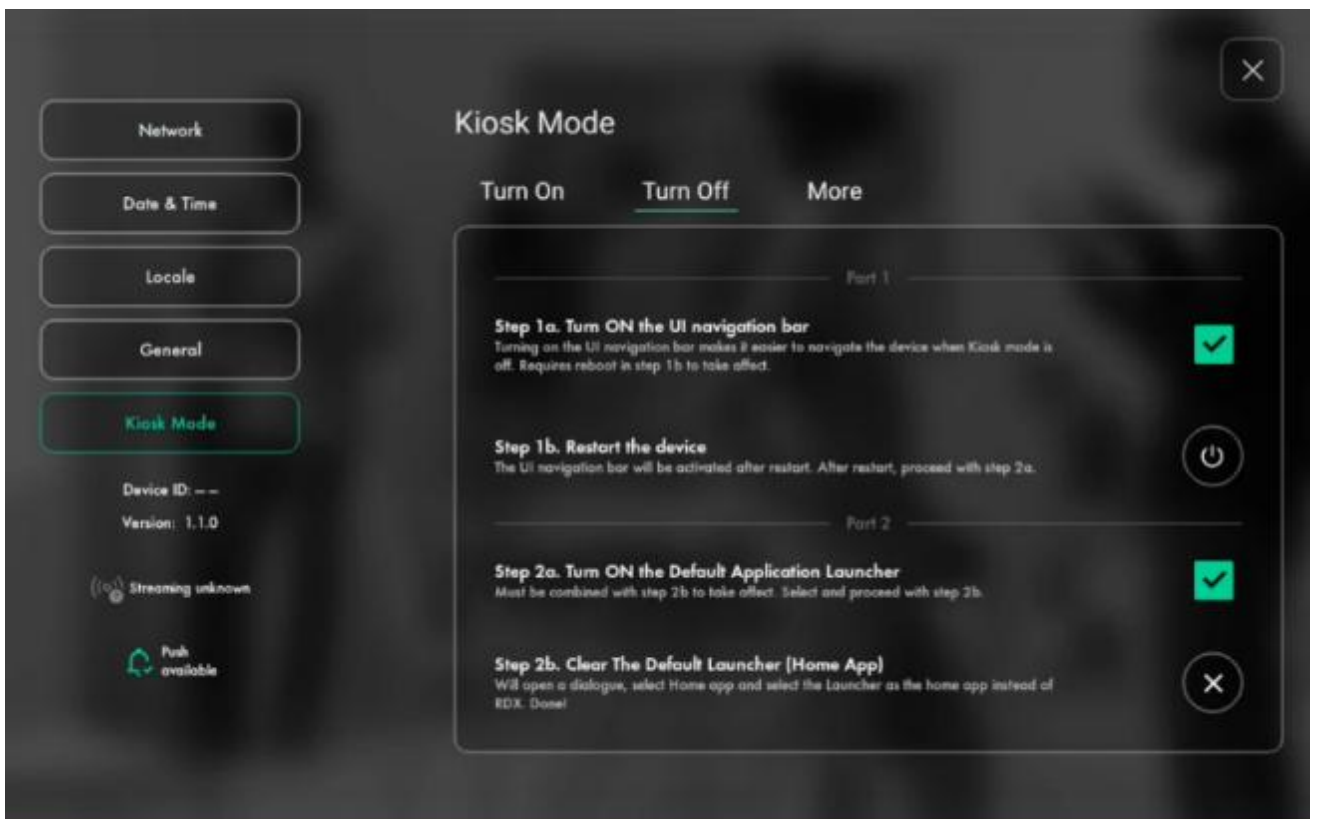 Network
Date & Time
Locale
General
Kiosk Mode
Device ID: – –
Version: 1.1.0
Streaming unknown
Push
available
Kiosk Mode
Turn On Turn Off More
Part 1
Step 1a. Turn ON the UI navigation bar
Turning on the UI navigation bar makes it easier to navigate the device when Kiosk mode is
off. Requires reboot in step 1b to take affect.
Step 1b. Restart the device
The UI navigation bar will be activated after restart. After restart, proceed with step 2a.
Part 2
Step 2a. Turn ON the Default Application Launcher
Must be combined with step 2b to take affect. Select and proceed with step 2b.
Step 2b. Clear The Default Launcher (Home App)
Will open a dialogue, select Home app and select the Launcher as the home app instead of
RDX. Done!